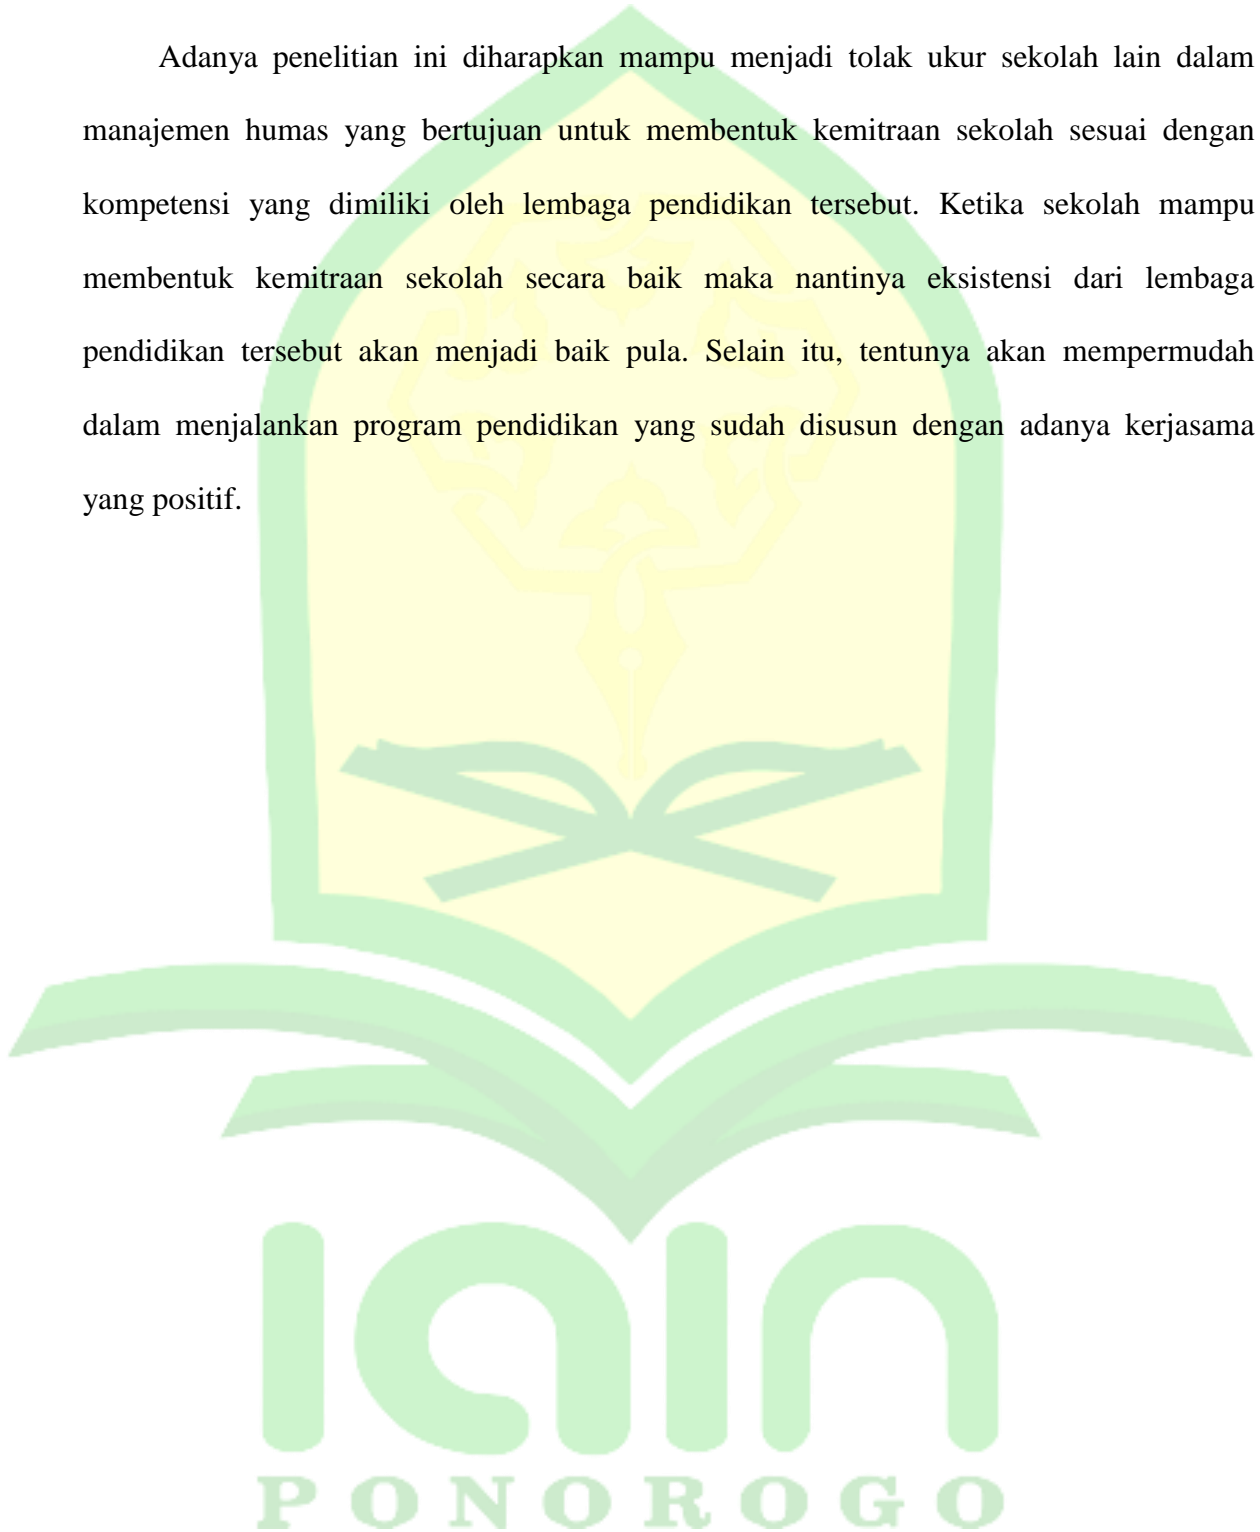 Adanya penelitian ini diharapkan mampu menjadi tolak ukur sekolah lain dalam
manajemen humas yang bertujuan untuk membentuk kemitraan sekolah sesuai dengan
kompetensi yang dimiliki oleh lembaga pendidikan tersebut. Ketika sekolah mampu
membentuk kemitraan sekolah secara baik maka nantinya eksistensi dari lembaga
pendidikan tersebut akan menjadi baik pula. Selain itu, tentunya akan mempermudah
dalam menjalankan program pendidikan yang sudah disusun dengan adanya kerjasama
yang positif.
iain
PONOROGO